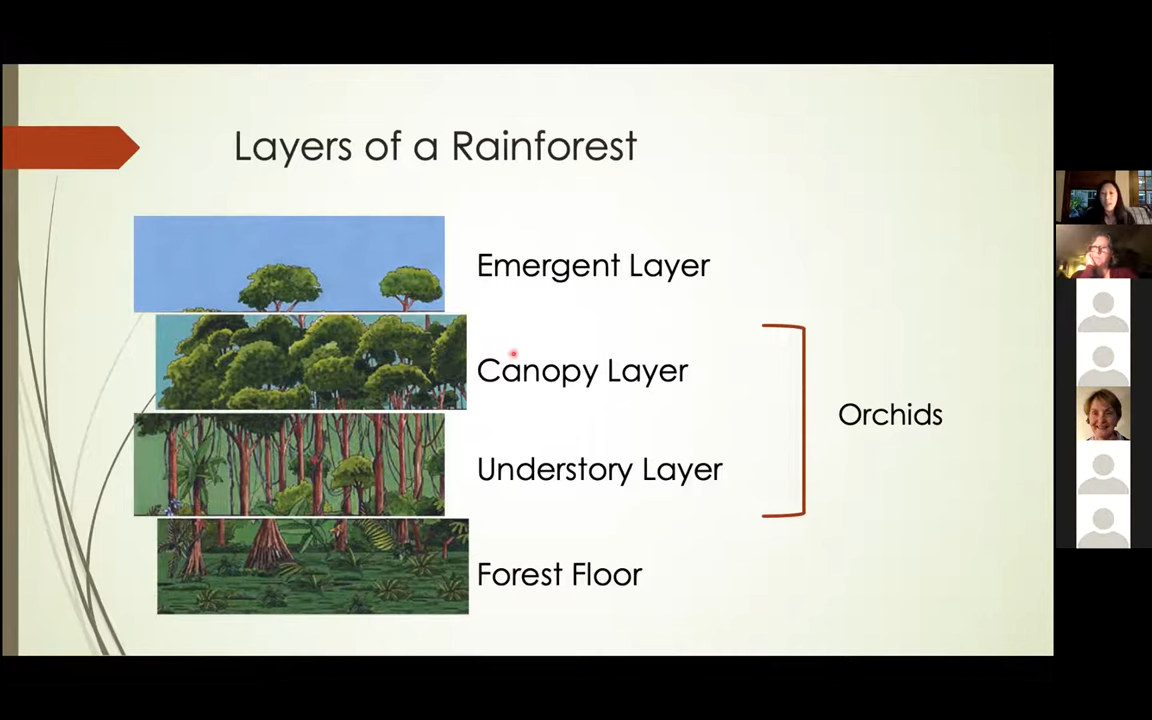 Layers of a Rainforest
Emergent Layer
Canopy Layer
Understory Layer
Forest Floor
Orchids